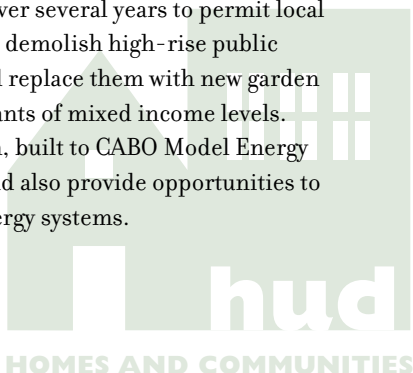 ver several years to permit local
demolish high-rise public
l replace them with new garden
nts of mixed income levels.
, built to CABO Model Energy
d also provide opportunities to
ergy systems.
hud
HOMES AND COMMUNITIES